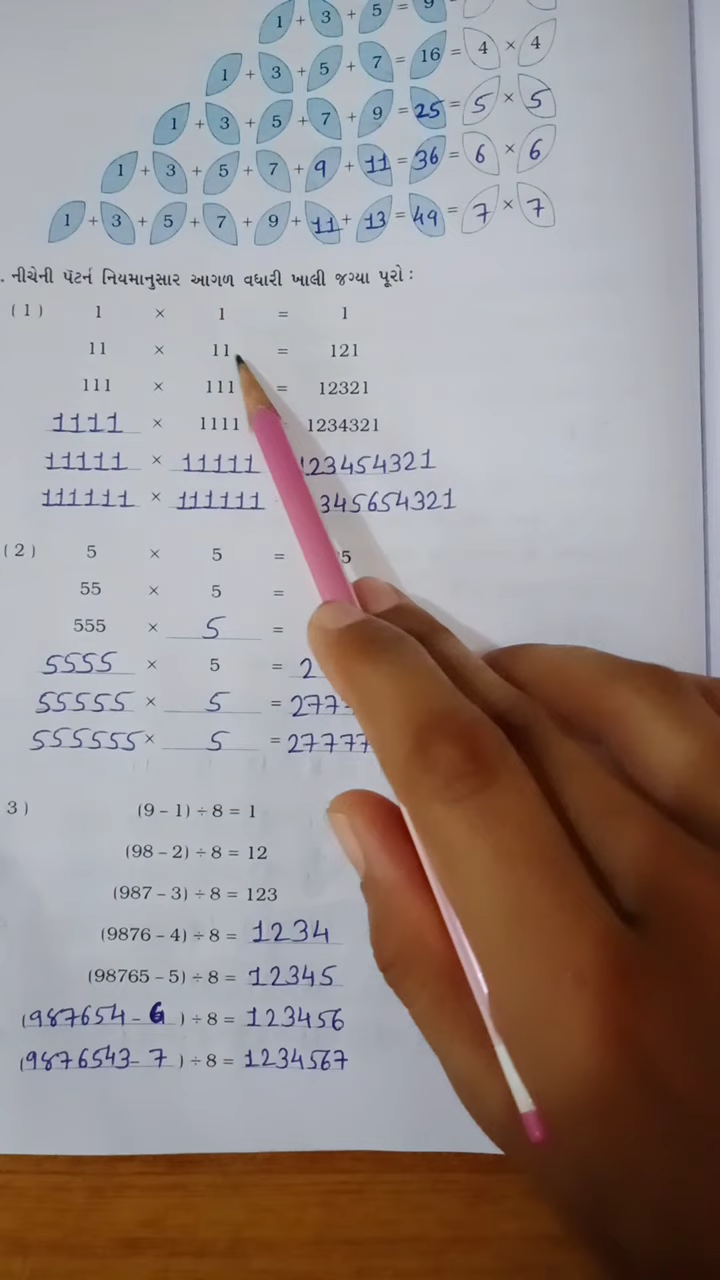 1 + 3 + 5 = 9
1 + 3 + 5 + 7 = 16 = 4 × 4
1 + 3 + 5 + 7 + 9 = 25 = 5 × 5
1 + 3 + 5 + 7 + 9 + 11 = 36 = 6 × 6
1 + 3 + 5 + 7 + 9 + 11 + 13 = 49 = 7 × 7
. નીચેની પૅટર્ન નિયમાનુસાર આગળ વધારી ખાલી જગ્યા પૂરો :
(1) 1 × 1 = 1
11 × 11 = 121
111 × 111 = 12321
1111 × 1111 1234321
11111 × 11111 123454321
111111 × 111111 345654321
(2) 5 × 5 = 5
55 × 5 =
555 × 5 =
5555 × 5 = 2
55555 × 5 = 277
555555 × 5 = 27777
3) (9 – 1) ÷ 8 = 1
(98 – 2) ÷ 8 = 12
(987 – 3) ÷ 8 = 123
(9876 – 4) ÷ 8 = 1234
(98765 – 5) ÷ 8 = 12345
(987654 – 6 ) ÷ 8 = 123456
(9876543 – 7 ) ÷ 8 = 1234567